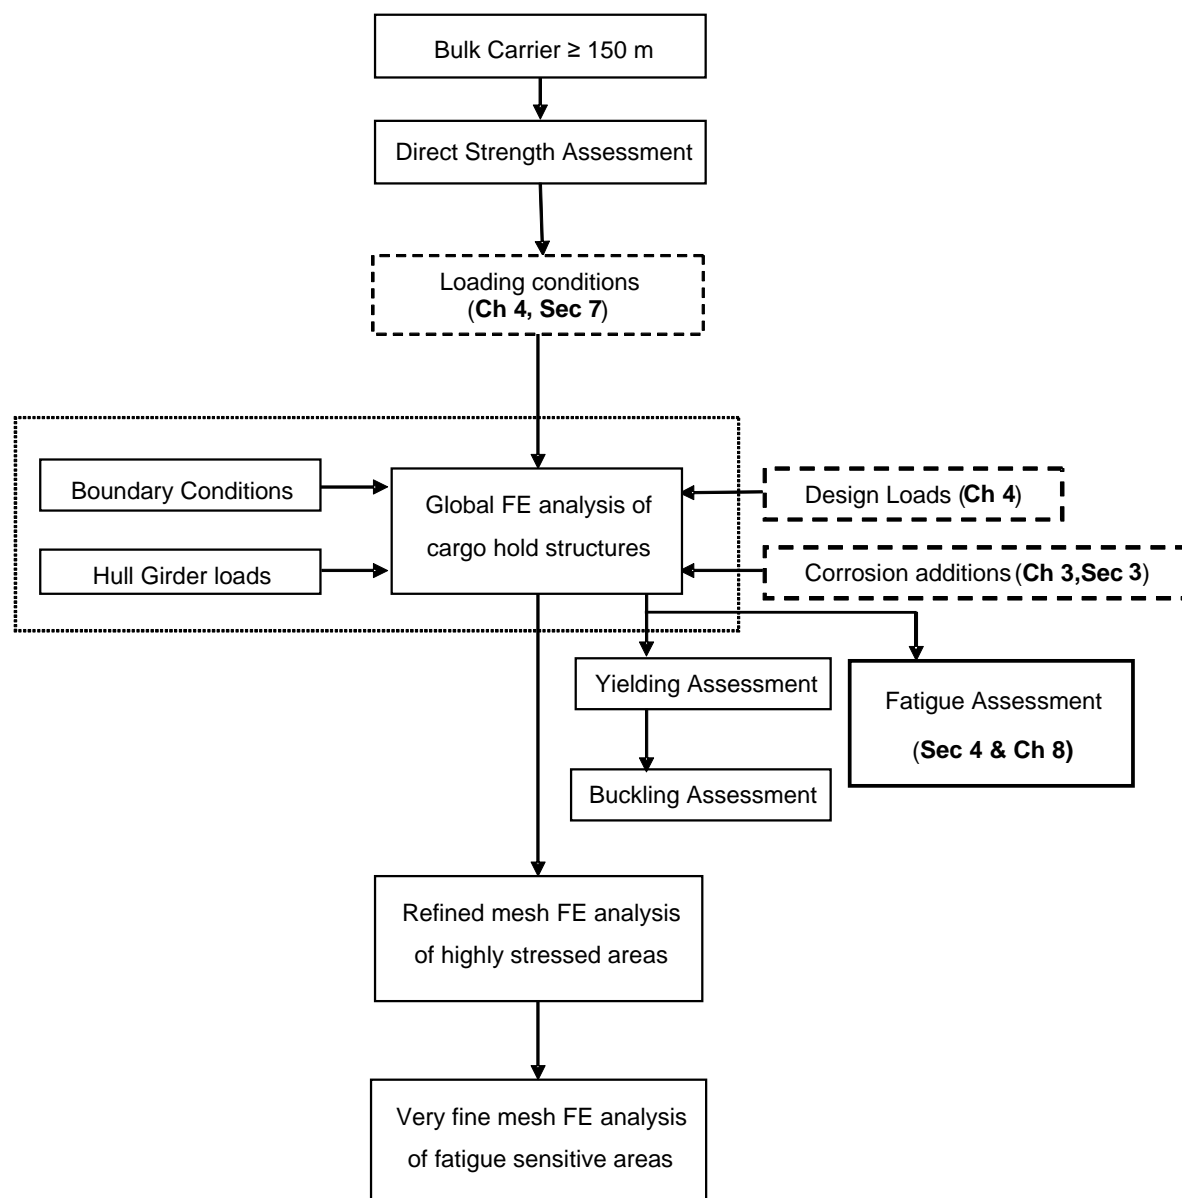 Bulk Carrier ≥ 150 m
Direct Strength Assessment
Loading conditions
(Ch 4, Sec 7)
Boundary Conditions
Global FE analysis of
cargo hold structures
Design Loads (Ch 4)
Hull Girder loads
Corrosion additions (Ch 3,Sec 3)
Yielding Assessment
Fatigue Assessment
(Sec 4 & Ch 8)
Buckling Assessment
Refined mesh FE analysis
of highly stressed areas
Very fine mesh FE analysis
of fatigue sensitive areas